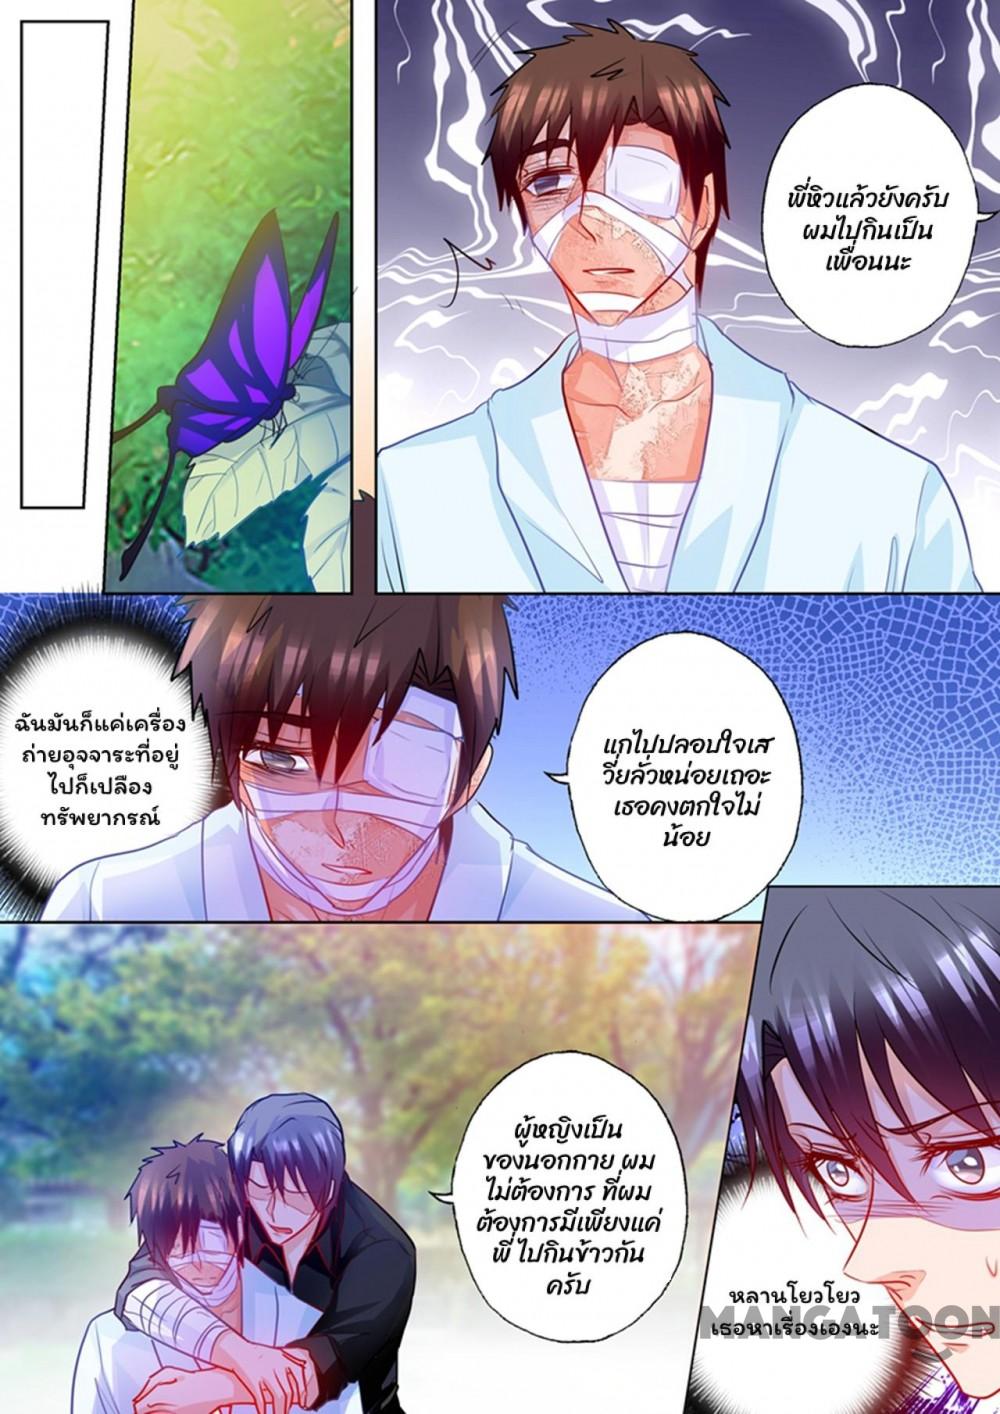 พี่หิวแล้วยังครับ
ผมไปกินเป็น
เพื่อนนะ
ฉันมันก็แค่เครื่อง
ถ่ายอุจจาระที่อยู่
ไปก็เปลือง
ทรัพยากรณ์
แกไปปลอบใจเส
วี่ยลั่วหน่อยเถอะ
เธอคงตกใจไม่
น้อย
ผู้หญิงเป็น
ของนอกกาย ผม
ไม่ต้องการ ที่ผม
ต้องการมีเพียงแค่
พี่ ไปกินข้าวกัน
ครับ
หลานโยวโยว
เธอหาเรื่องเองนะ
MANGATOON